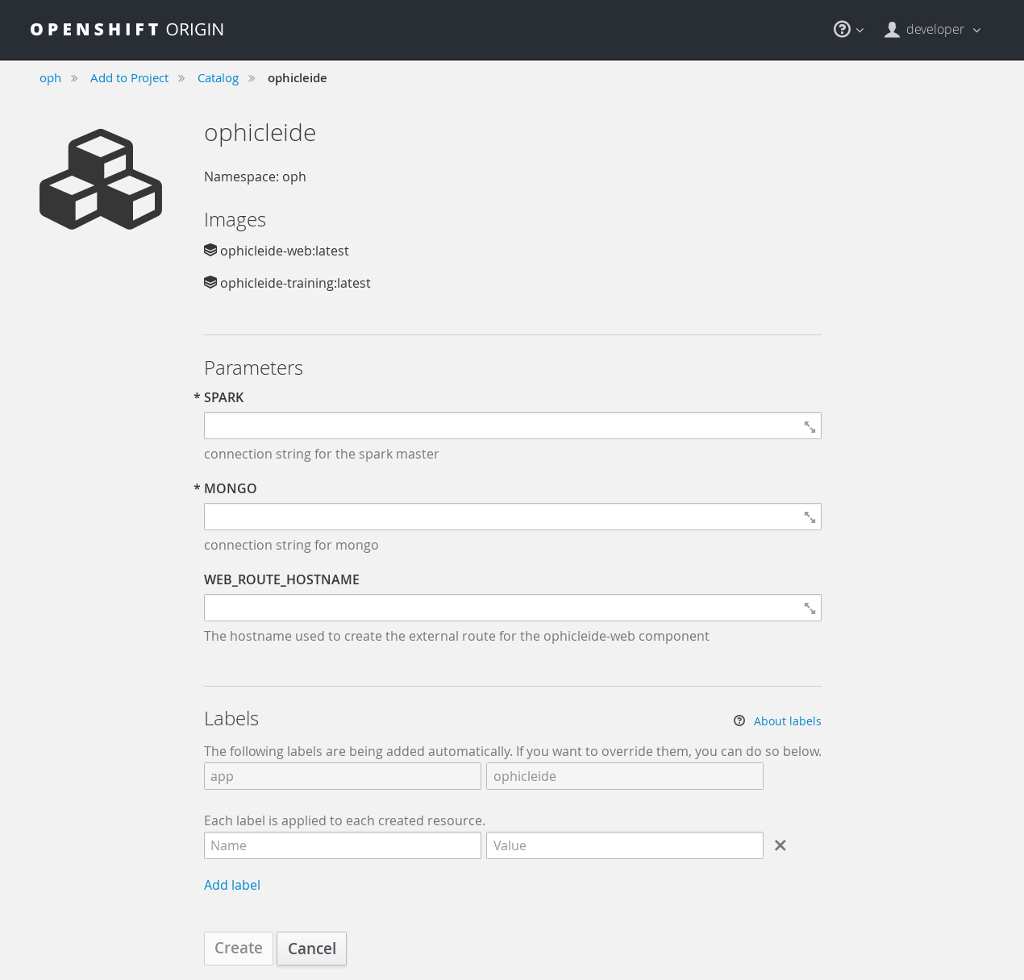 OPENSHIFT ORIGIN
developer
oph » Add to Project » Catalog » ophicleide
ophicleide
Namespace: oph
Images
ophicleide-web:latest
ophicleide-training:latest
Parameters
* SPARK
connection string for the spark master
* MONGO
connection string for mongo
WEB_ROUTE_HOSTNAME
The hostname used to create the external route for the ophicleide-web component
Labels
? About labels
The following labels are being added automatically. If you want to override them, you can do so below.
app ophicleide
Each label is applied to each created resource.
Name Value
Add label
Create Cancel